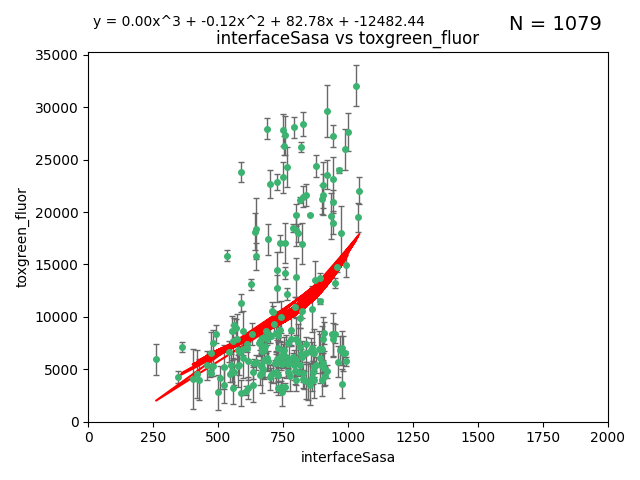 y = 0.00x^3 + -0.12x^2 + 82.78x + -12482.44
N = 1079
interfaceSasa vs toxgreen_fluor
35000
30000
25000
20000
15000
10000
5000
0
toxgreen_fluor
0 250 500 750 1000 1250 1500 1750 2000
interfaceSasa